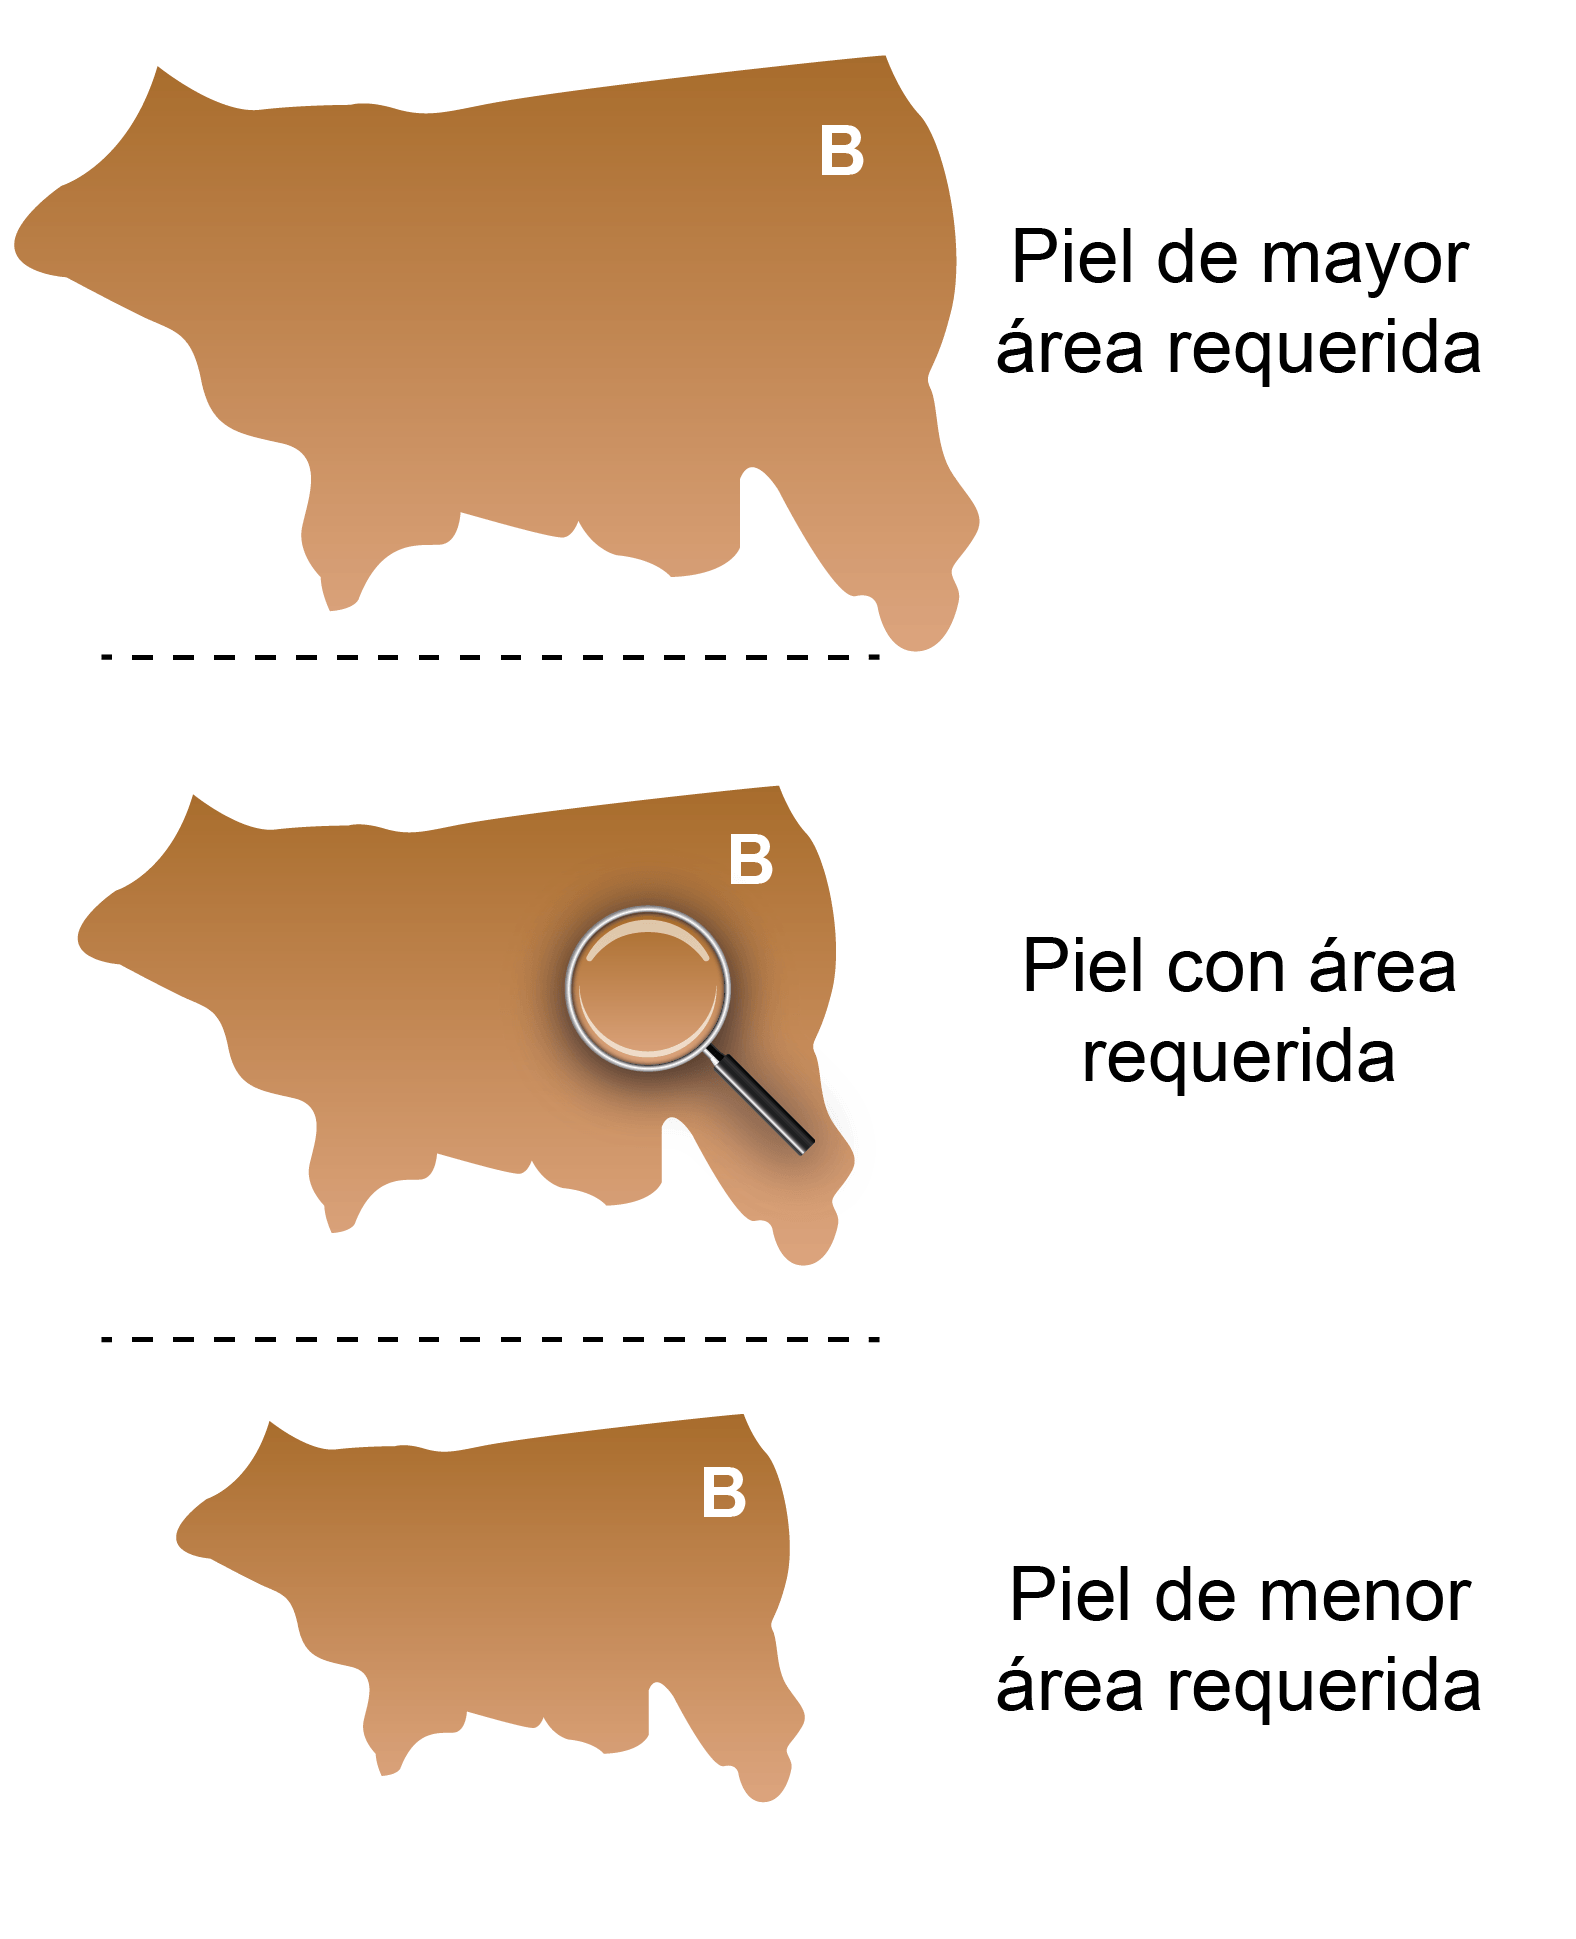 B
Piel de mayor
área requerida
B
Piel con área
requerida
B
Piel de menor
área requerida